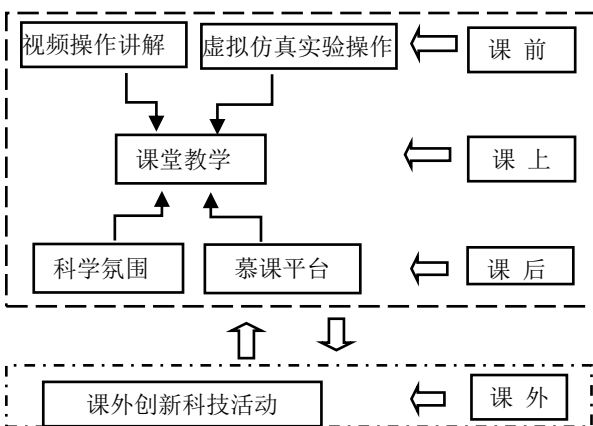 视频操作讲解
虚拟仿真实验操作
课 前
课堂教学
课 上
科学氛围
慕课平台
课 后
课外创新科技活动
课 外